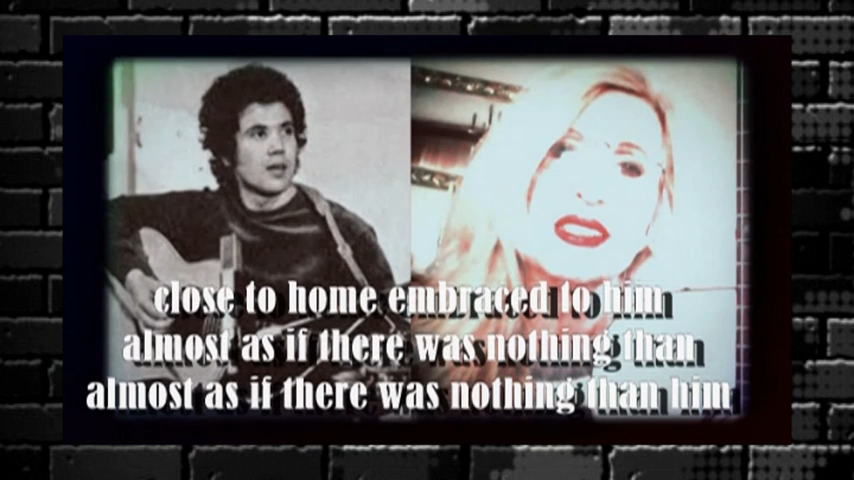 close to home embraced to him
almost as if there was nothing than
almost as if there was nothing than him